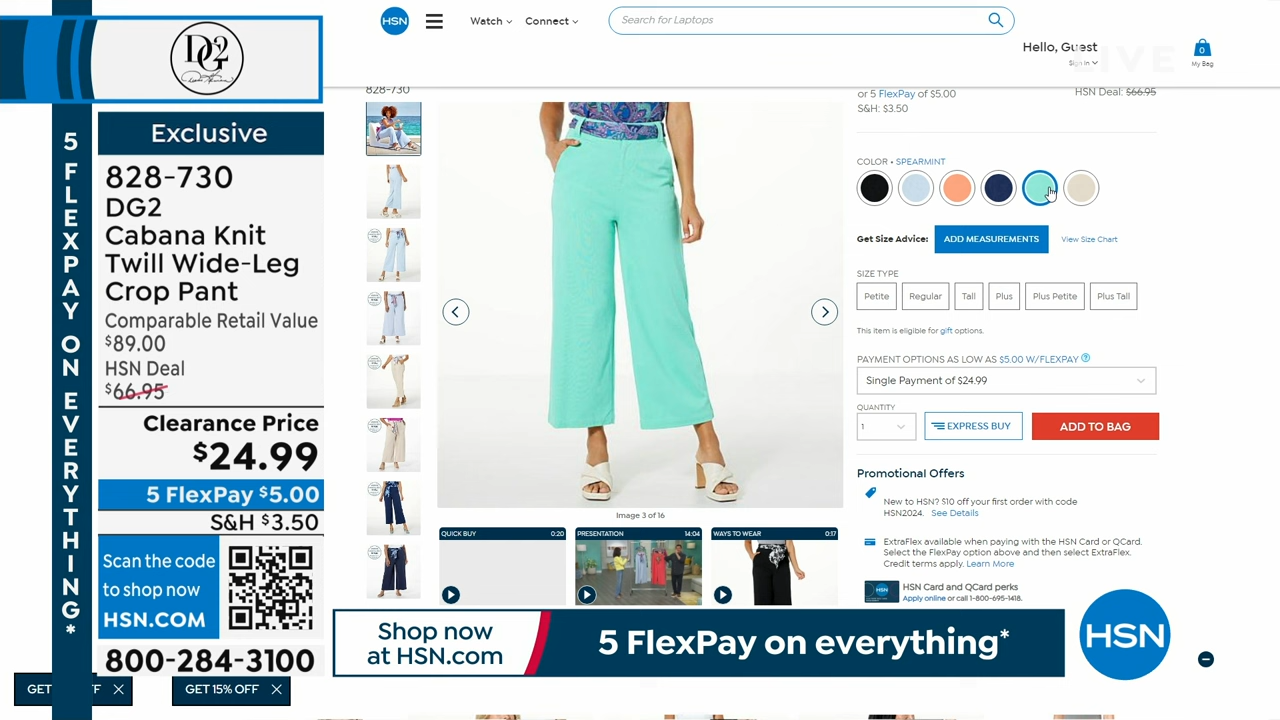 DG2
5 FLEXPAY ON EVERYTHING*
Exclusive
828-730
DG2
Cabana Knit
Twill Wide-Leg
Crop Pant
Comparable Retail Value
$89.00
HSN Deal
$66.95
Clearance Price
$24.99
5 FlexPay $5.00
S&H $3.50
Scan the code
to shop now
HSN.COM
800-284-3100
GET 15% OFF
HSN
Watch
Connect
Search for Laptops
Hello, Guest
Sign In
LIVE
0
My Bag
828-730
or 5 FlexPay of $5.00
HSN Deal: $66.95
S&H: $3.50
COLOR • SPEARMINT
Get Size Advice:
ADD MEASUREMENTS
View Size Chart
SIZE TYPE
Petite
Regular
Tall
Plus
Plus Petite
Plus Tall
This item is eligible for gift options.
PAYMENT OPTIONS AS LOW AS $5.00 W/FLEXPAY
Single Payment of $24.99
QUANTITY
1
EXPRESS BUY
ADD TO BAG
Image 3 of 16
QUICK BUY 0:20
PRESENTATION 14:04
WAYS TO WEAR 0:17
Promotional Offers
New to HSN? $10 off your first order with code
HSN2024. See Details
ExtraFlex available when paying with the HSN Card or QCard.
Select the FlexPay option above and then select ExtraFlex.
Credit terms apply. Learn More
HSN Card and QCard perks
Apply online or call 1-800-695-1418.
Shop now
at HSN.com
5 FlexPay on everything*
HSN